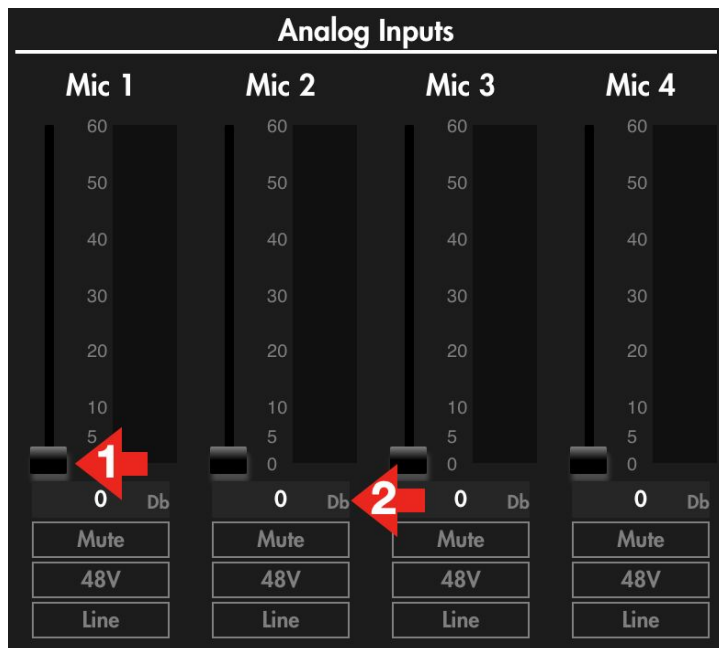 Analog Inputs
Mic 1 Mic 2 Mic 3 Mic 4
60 60 60 60
50 50 50 50
40 40 40 40
30 30 30 30
20 20 20 20
10 10 10 10
5 5 5 5
1 0 0 0
0 Db 0 Db 2 0 Db 0 Db
Mute Mute Mute Mute
48V 48V 48V 48V
Line Line Line Line